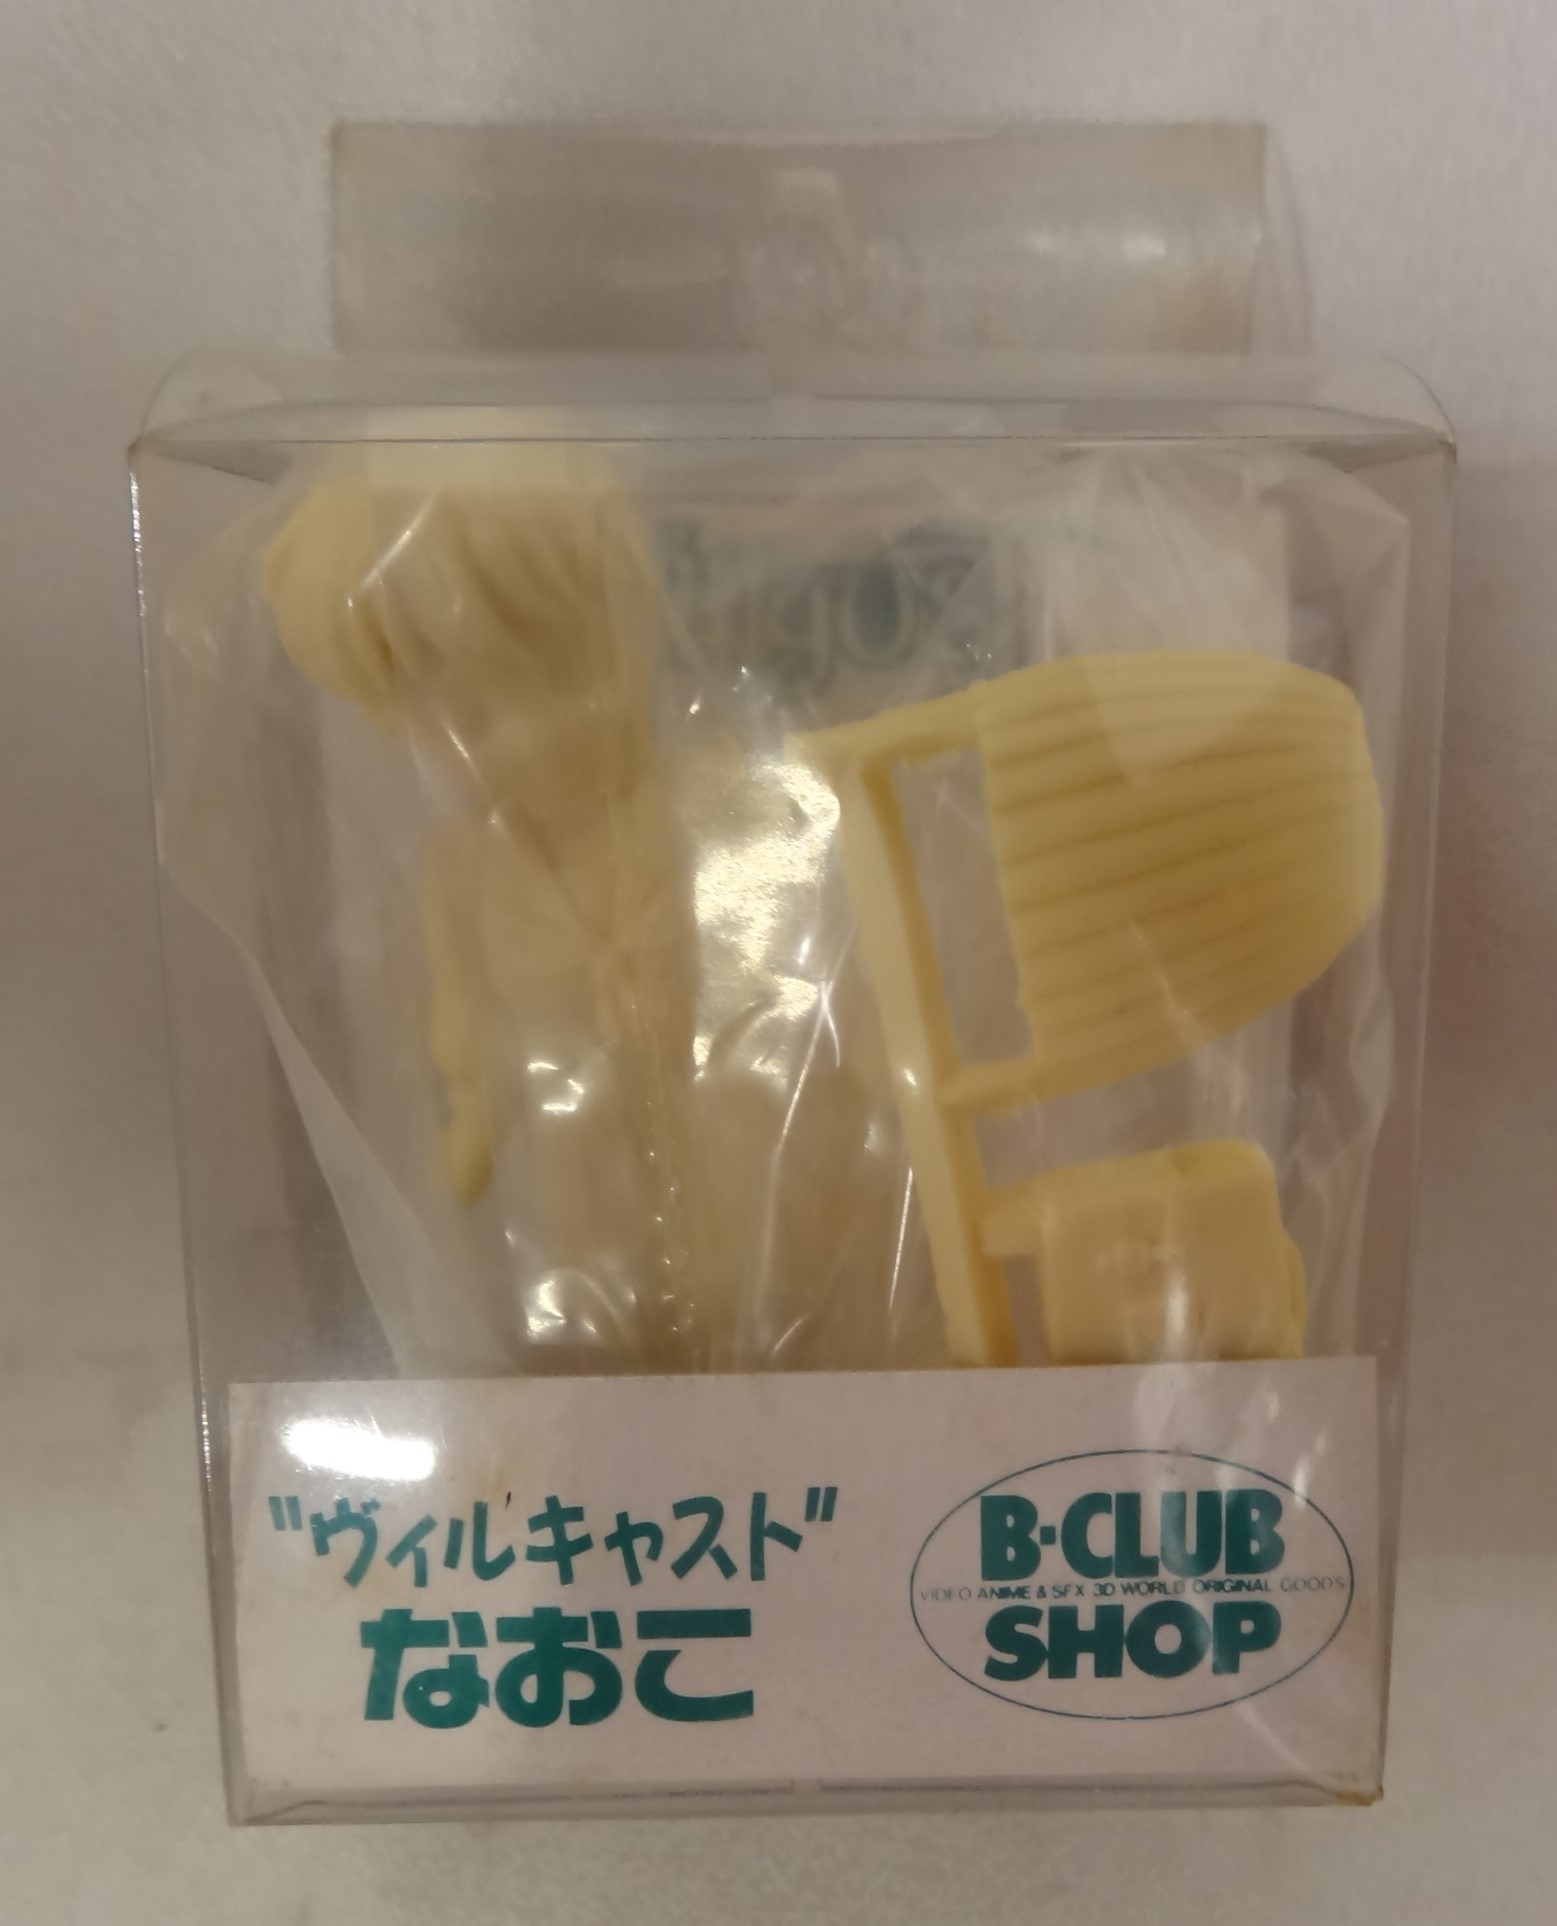 "ヴィルキャスト"
なおこ
B-CLUB
VIDEO ANIME & SFX 3D WORLD ORIGINAL GOODS
SHOP